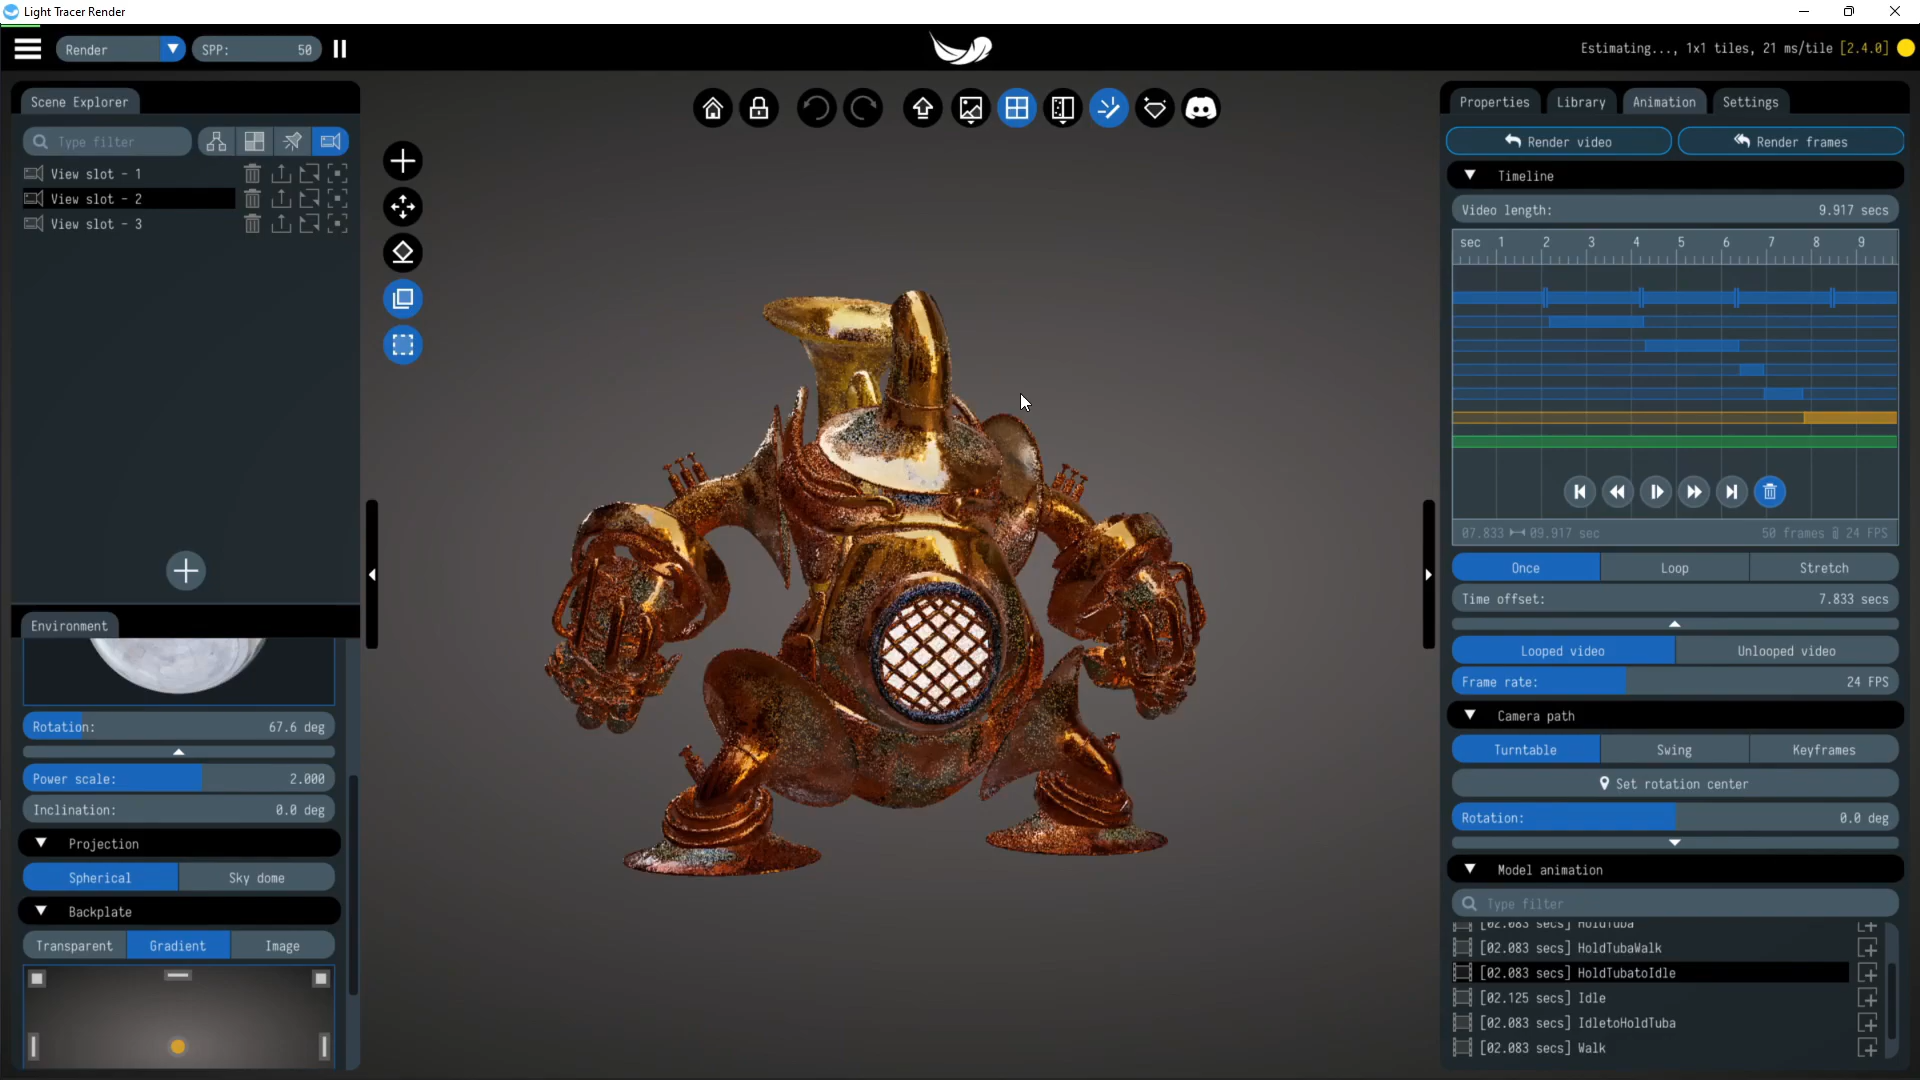 Light Tracer Render
Render
SPP: 50
Estimating..., 1x1 tiles, 21 ms/tile [2.4.0]
Scene Explorer
Type filter
View slot - 1
View slot - 2
View slot - 3
Environment
Rotation: 67.6 deg
Power scale: 2.000
Inclination: 0.0 deg
Projection
Spherical Sky dome
Backplate
Transparent Gradient Image
Properties Library Animation Settings
Render video Render frames
Timeline
Video length: 9.917 secs
sec 1 2 3 4 5 6 7 8 9
07.833 09.917 sec 50 frames 24 FPS
Once Loop Stretch
Time offset: 7.833 secs
Looped video Unlooped video
Frame rate: 24 FPS
Camera path
Turntable Swing Keyframes
Set rotation center
Rotation: 0.0 deg
Model animation
Type filter
[02.083 secs] HoldTuba
[02.083 secs] HoldTubaWalk
[02.083 secs] HoldTubatoIdle
[02.125 secs] Idle
[02.083 secs] IdletoHoldTuba
[02.083 secs] Walk